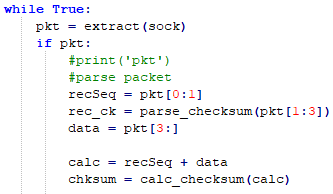 while True:
    pkt = extract(sock)
    if pkt:
        #print('pkt')
        #parse packet
        recSeq = pkt[0:1]
        rec_ck = parse_checksum(pkt[1:3])
        data = pkt[3:]

        calc = recSeq + data
        chksum = calc_checksum(calc)